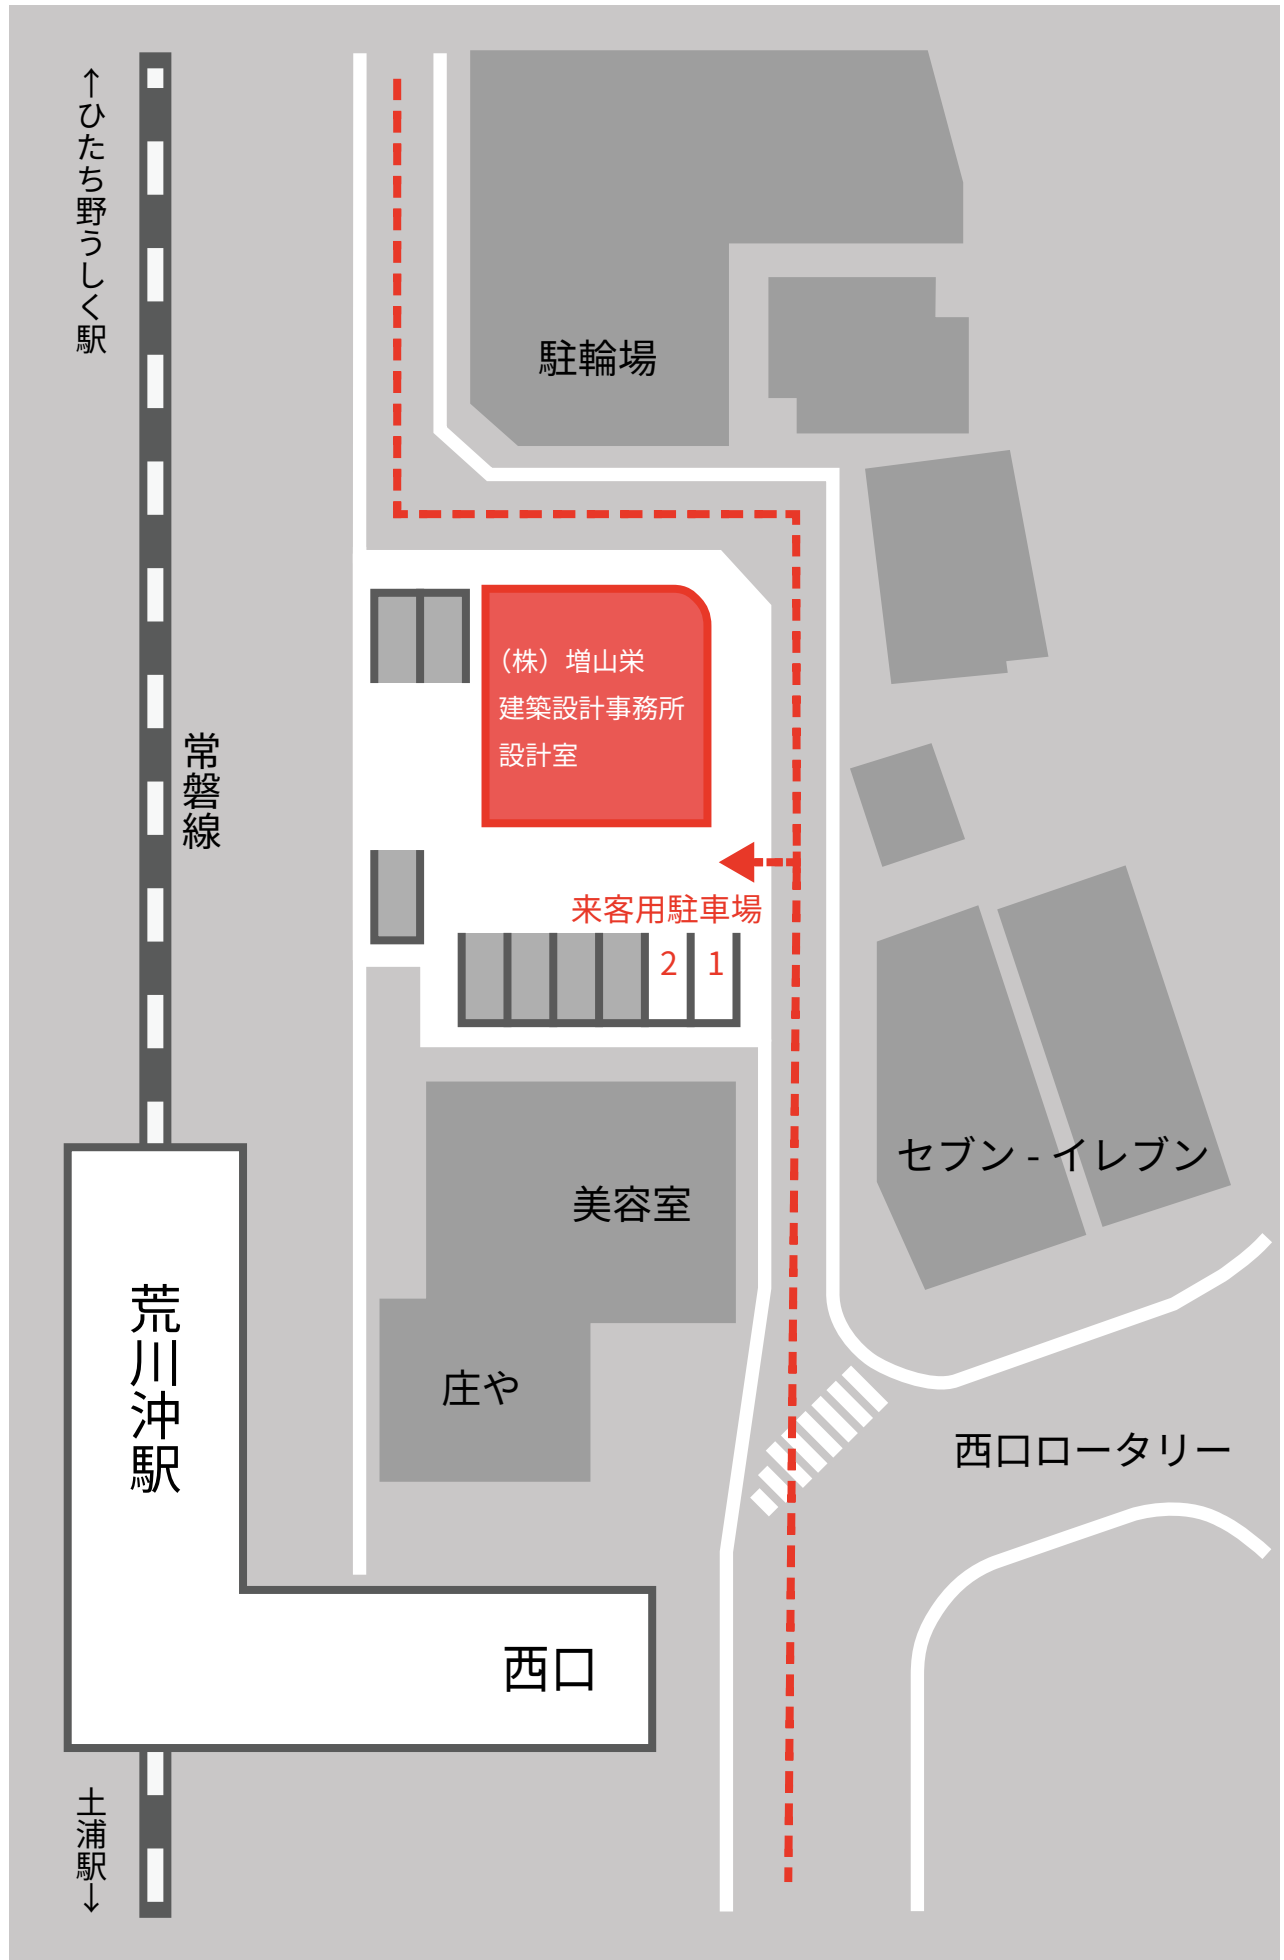 ←ひたち野うしく駅
駐輪場
（株）増山栄
建築設計事務所
設計室
常磐線
来客用駐車場
2 1
セブン - イレブン
美容室
荒川沖駅
庄や
西口ロータリー
西口
土浦駅→